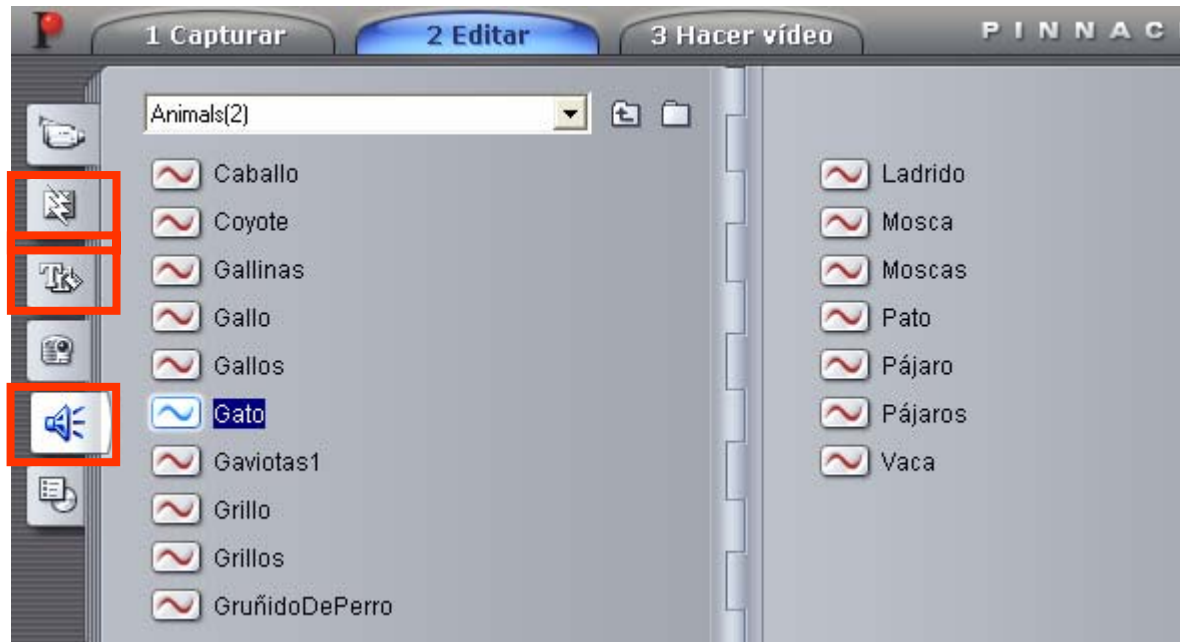 1 Capturar 2 Editar 3 Hacer vídeo PINNAC
Animals(2)
Caballo
Coyote
Gallinas
Gallo
Gallos
Gato
Gaviotas1
Grillo
Grillos
GruñidoDePerro
Ladrido
Mosca
Moscas
Pato
Pájaro
Pájaros
Vaca